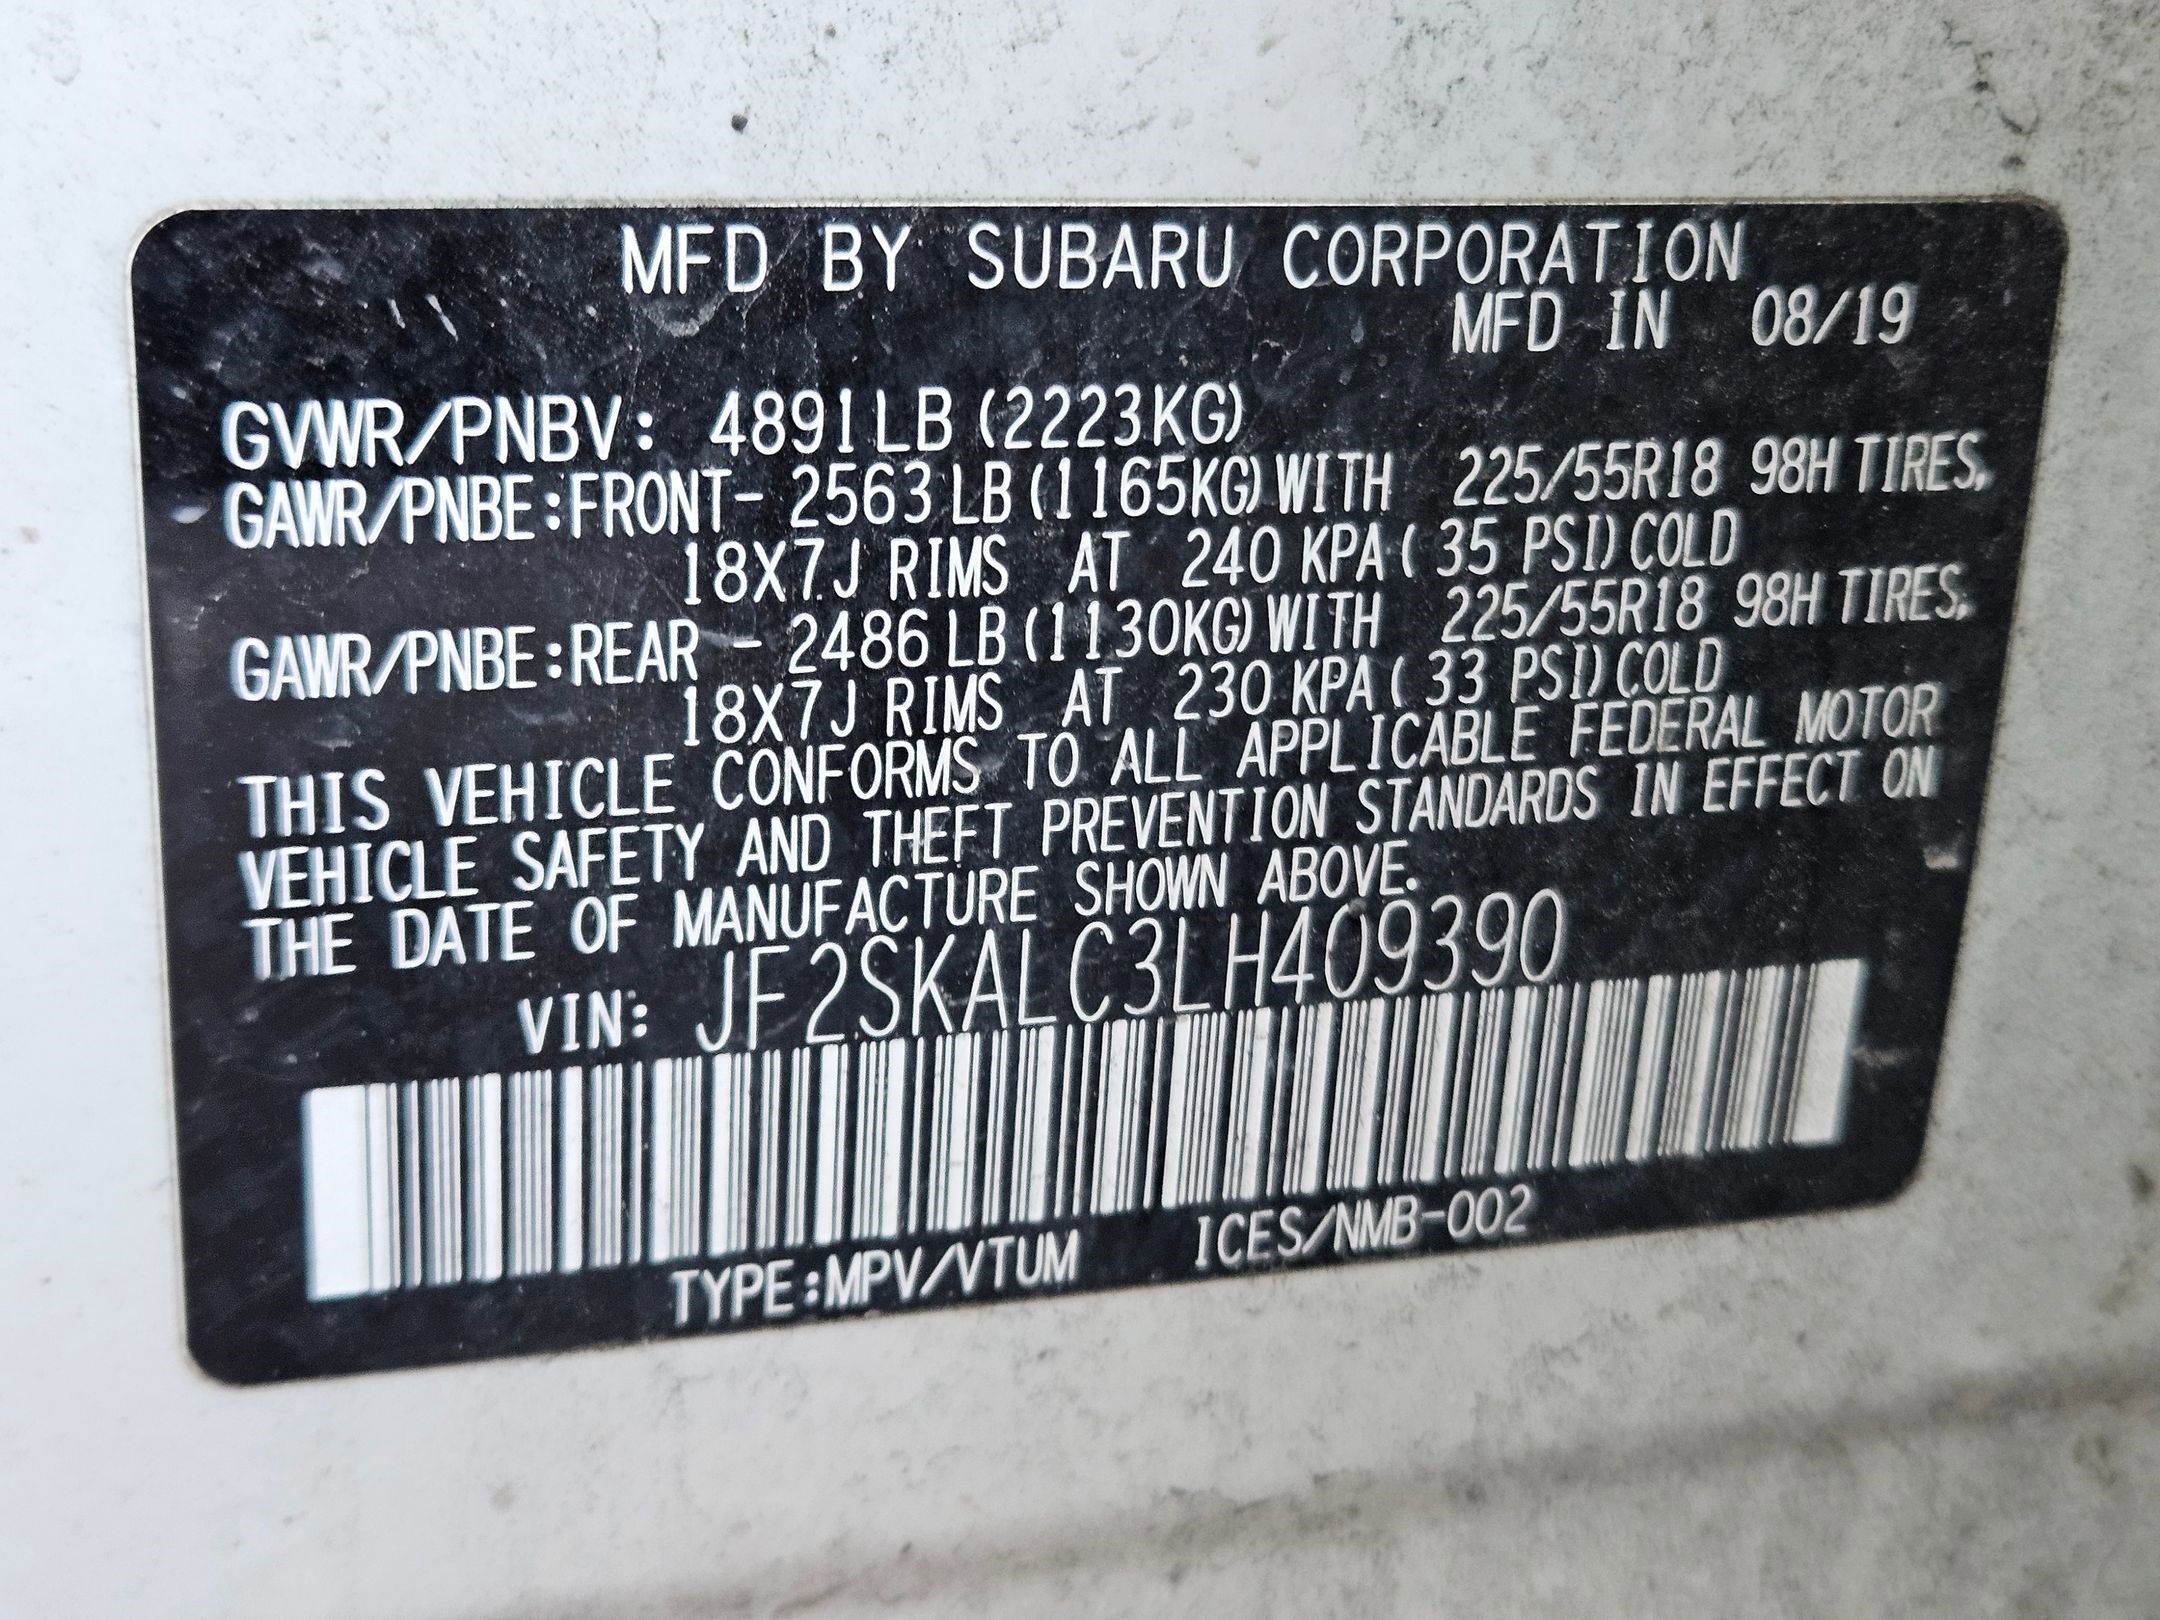 MFD BY SUBARU CORPORATION
MFD IN 08/19
GVWR/PNBV: 4891LB (2223KG)
GAWR/PNBE:FRONT- 2563 LB (1165KG) WITH 225/55R18 98H TIRES,
18X7J RIMS AT 240 KPA ( 35 PSI) COLD
GAWR/PNBE:REAR - 2486 LB (1130KG) WITH 225/55R18 98H TIRES,
18X7J RIMS AT 230 KPA ( 33 PSI) COLD
THIS VEHICLE CONFORMS TO ALL APPLICABLE FEDERAL MOTOR
VEHICLE SAFETY AND THEFT PREVENTION STANDARDS IN EFFECT ON
THE DATE OF MANUFACTURE SHOWN ABOVE.
VIN: JF2SKALC3LH409390
TYPE:MPV/VTUM ICES/NMB-002